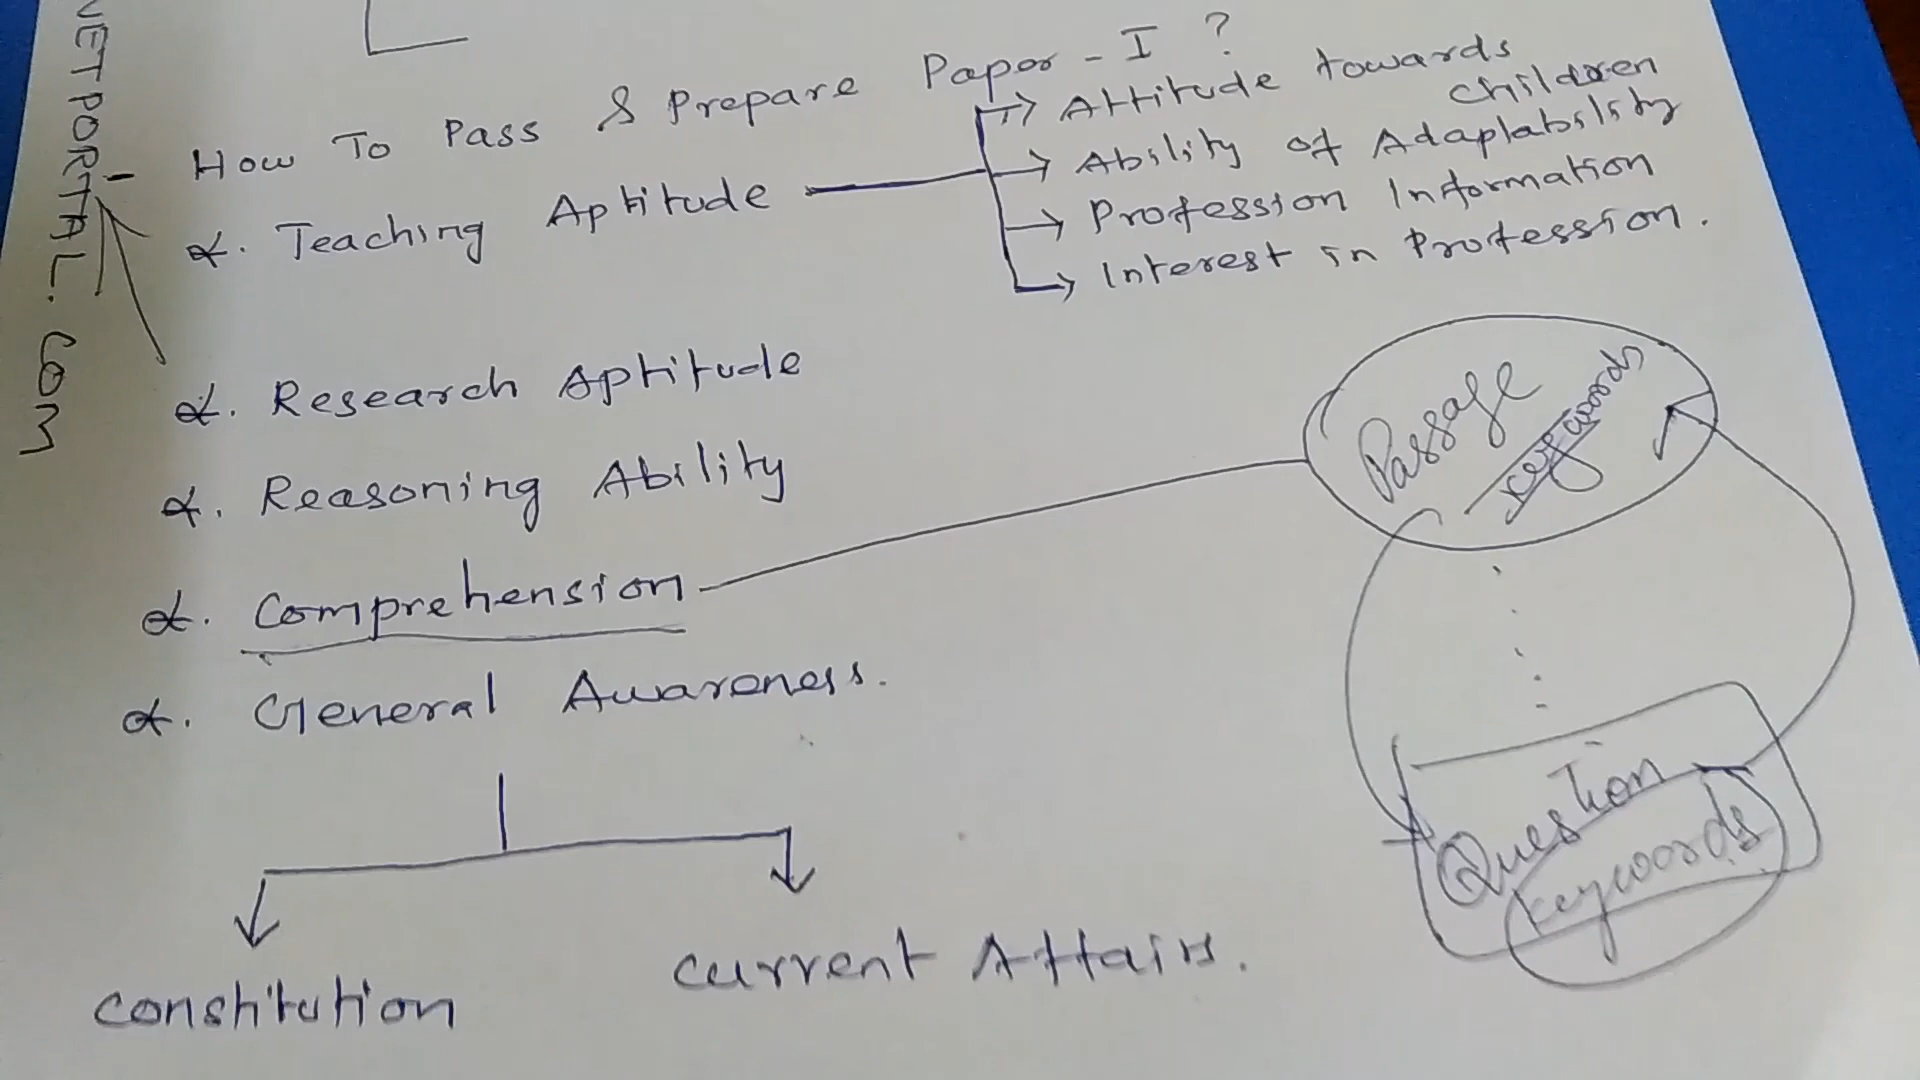 NETPORTAL.COM
How To Pass & Prepare Paper-I ?
α. Teaching Aptitude
→ Attitude towards
children
→ Ability of Adaptability
→ Profession Information
→ Interest in Profession.
α. Research Aptitude
α. Reasoning Ability
α. Comprehension
α. General Awareness.
Constitution
Current Affairs.
Passage
keywords
Question
keywords